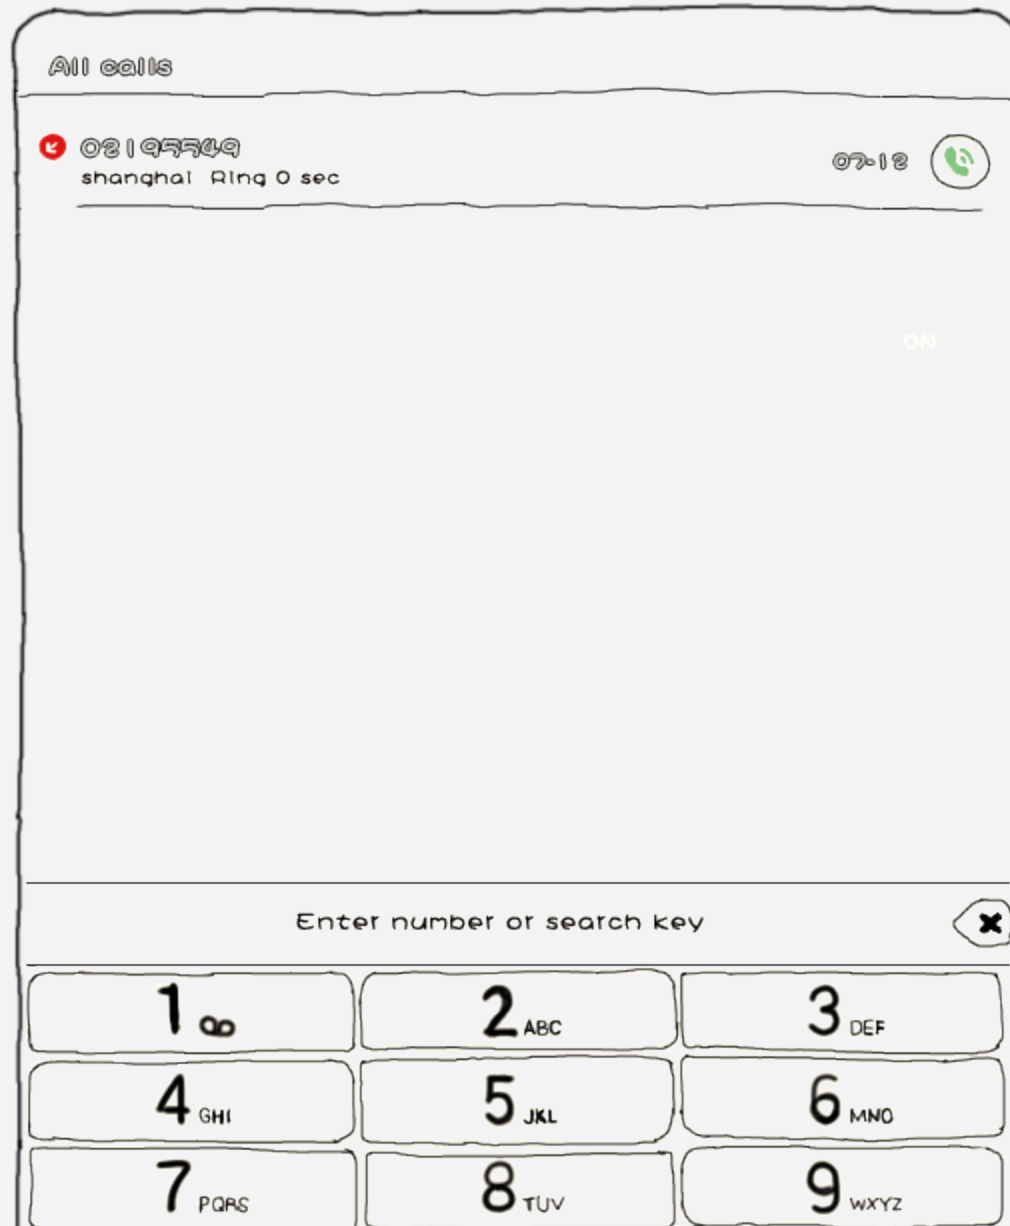 All calls
02195549
shanghai Ring 0 sec
07-12
ON
Enter number or search key
1
2 ABC
3 DEF
4 GHI
5 JKL
6 MNO
7 PQRS
8 TUV
9 WXYZ